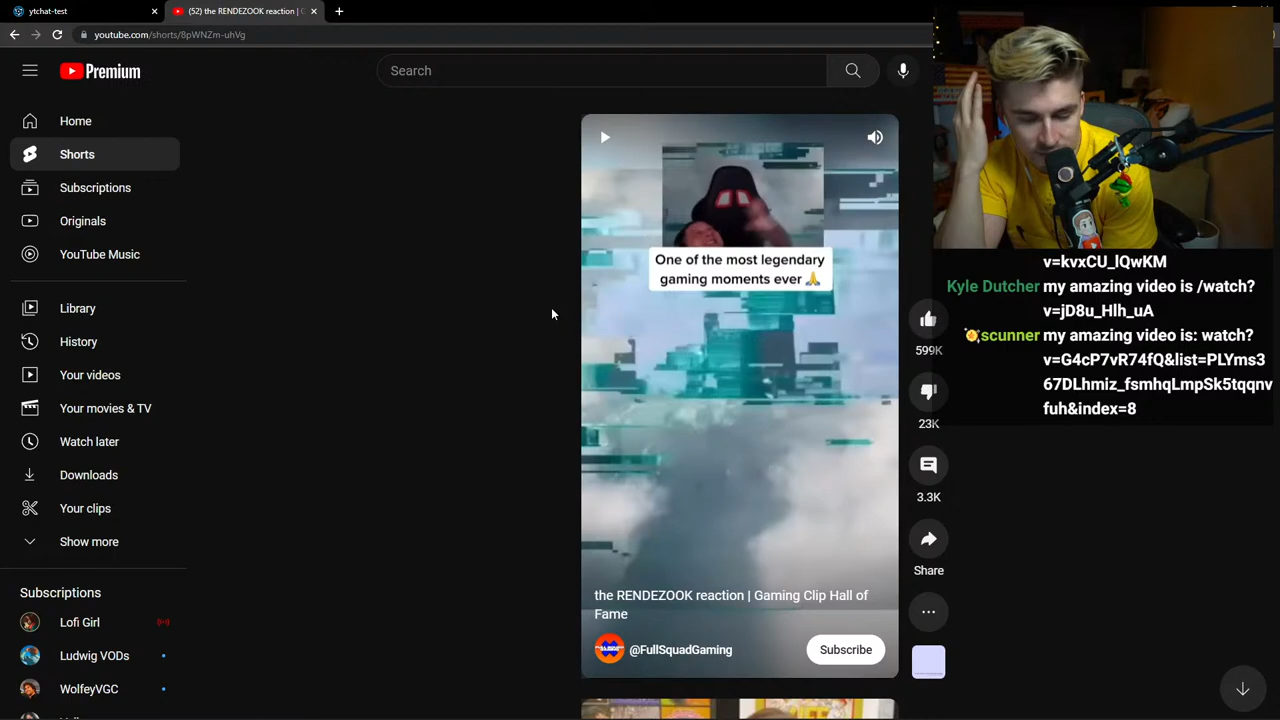 ytchat-test
(52) the RENDEZOOK reaction | G
youtube.com/shorts/8pWNZm-uhVg
Premium
Search
Home
Shorts
Subscriptions
Originals
YouTube Music
Library
History
Your videos
Your movies & TV
Watch later
Downloads
Your clips
Show more
Subscriptions
Lofi Girl
Ludwig VODs
WolfeyVGC
One of the most legendary
gaming moments ever 🙏
the RENDEZOOK reaction | Gaming Clip Hall of
Fame
@FullSquadGaming
Subscribe
599K
23K
3.3K
Share
v=kvxCU_lQwKM
Kyle Dutcher my amazing video is /watch?
v=jD8u_Hlh_uA
scunner my amazing video is: watch?
v=G4cP7vR74fQ&list=PLYms3
67DLhmiz_fsmhqLmpSk5tqqnv
fuh&index=8